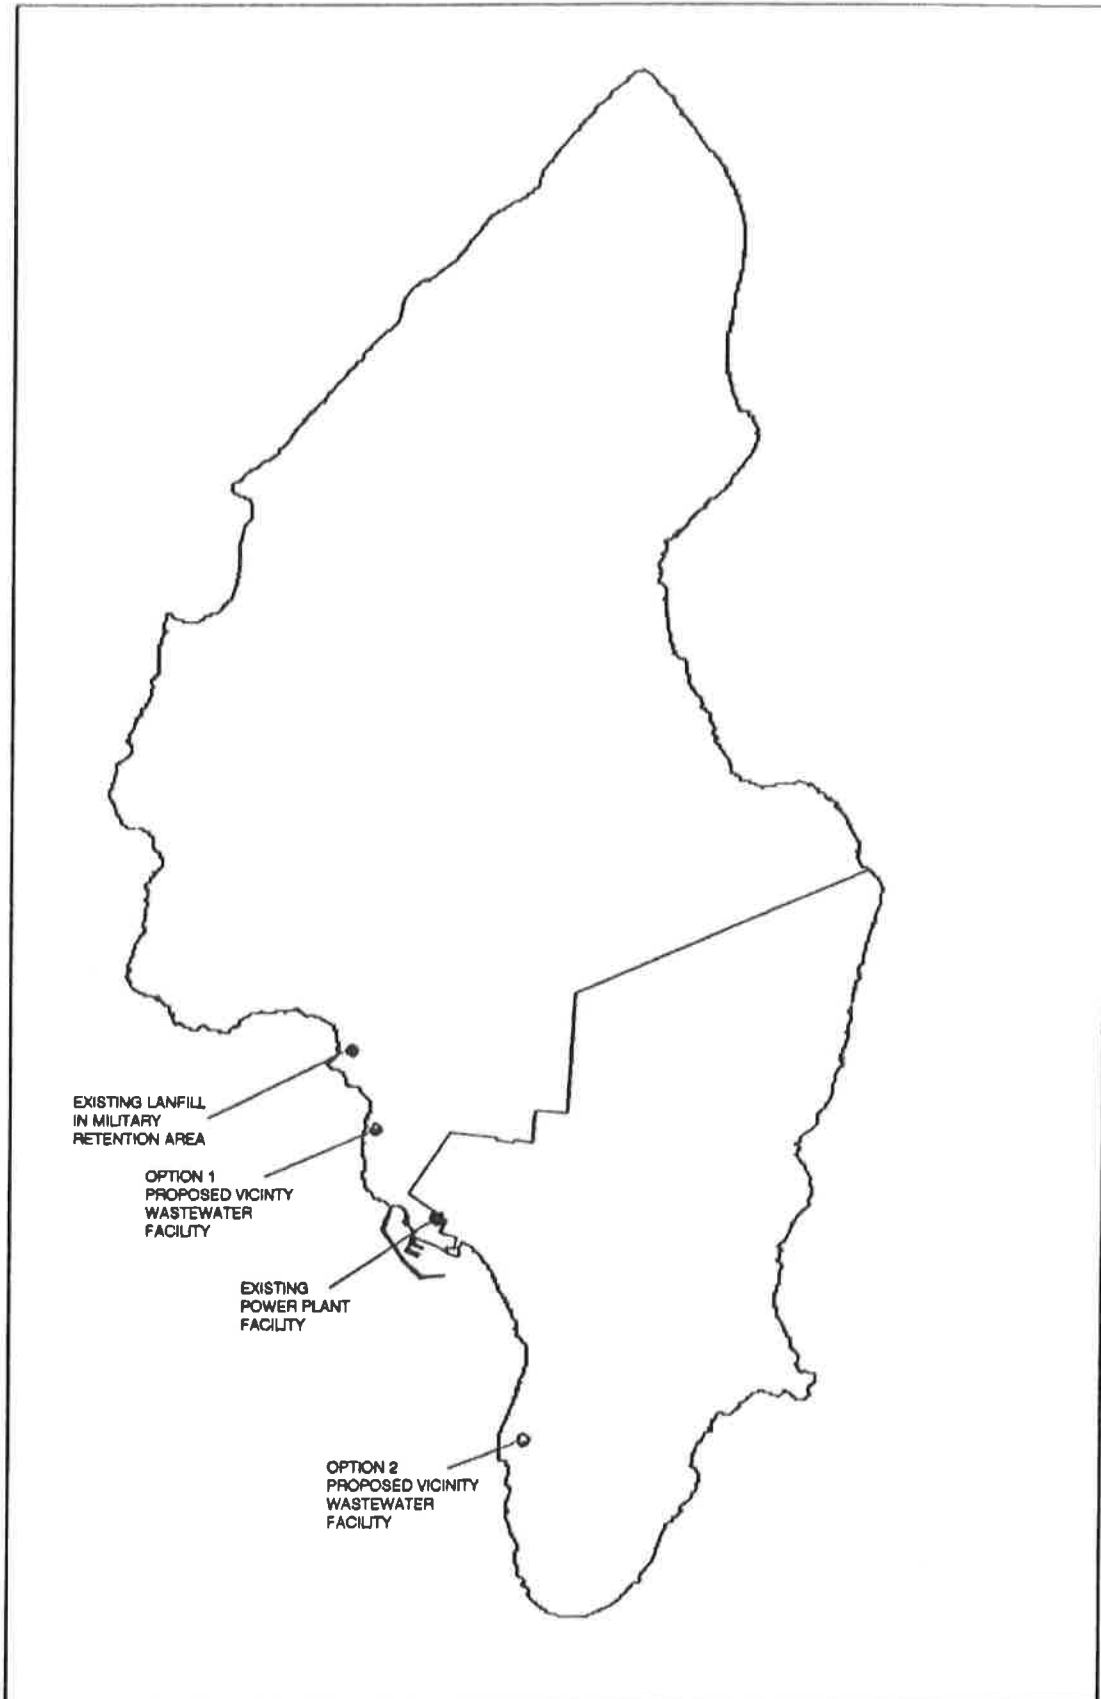 EXISTING LANFILL
IN MILITARY
RETENTION AREA
OPTION 1
PROPOSED VICINTY
WASTEWATER
FACILITY
EXISTING
POWER PLANT
FACILITY
OPTION 2
PROPOSED VICINITY
WASTEWATER
FACILITY